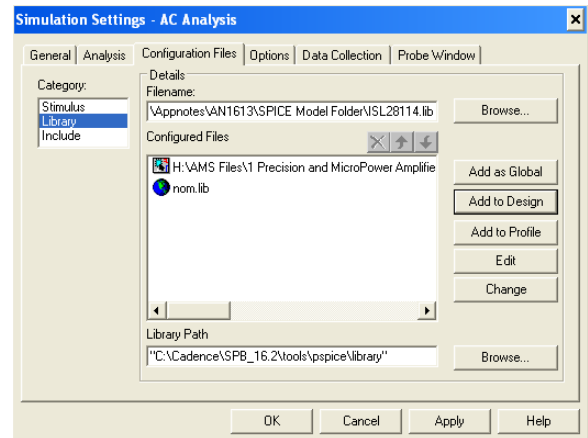 Simulation Settings - AC Analysis
General Analysis Configuration Files Options Data Collection Probe Window
Category:
Stimulus
Library
Include
Details
Filename:
\Appnotes\AN1613\SPICE Model Folder\ISL28114.lib
Browse...
Configured Files
H:\AMS Files\1 Precision and MicroPower Amplifie
nom.lib
Add as Global
Add to Design
Add to Profile
Edit
Change
Library Path
"C:\Cadence\SPB_16.2\tools\pspice\library"
Browse...
OK Cancel Apply Help